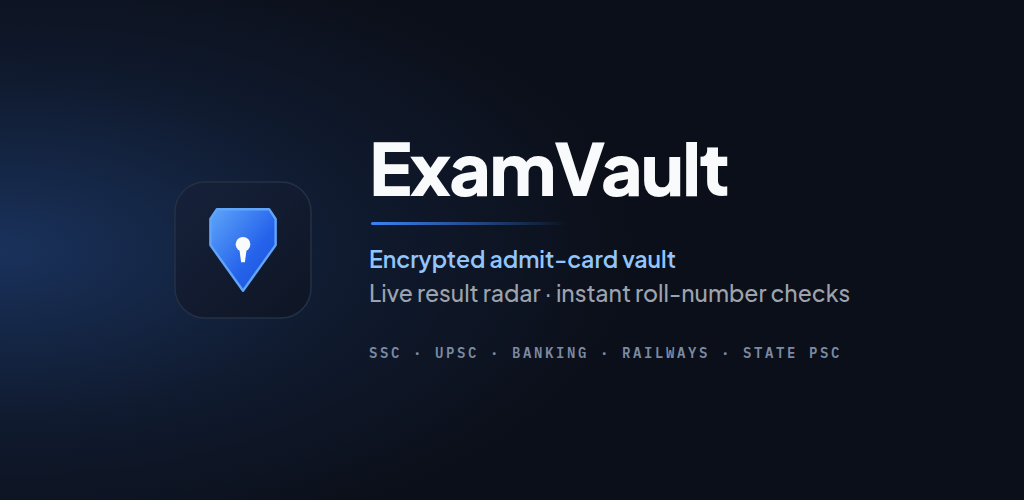 ExamVault
Encrypted admit-card vault
Live result radar · instant roll-number checks
SSC · UPSC · BANKING · RAILWAYS · STATE PSC